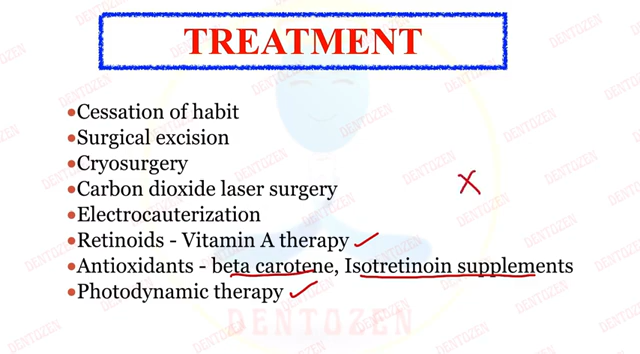 TREATMENT
•Cessation of habit
•Surgical excision
•Cryosurgery
•Carbon dioxide laser surgery
•Electrocauterization
•Retinoids - Vitamin A therapy
•Antioxidants - beta carotene, Isotretinoin supplements
•Photodynamic therapy
DENTOZEN